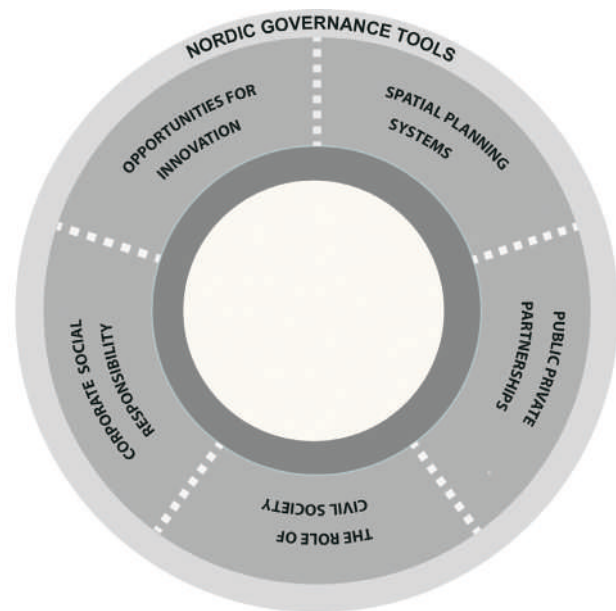 NORDIC GOVERNANCE TOOLS
SPATIAL PLANNING
SYSTEMS
PUBLIC PRIVATE
PARTNERSHIPS
THE ROLE OF
CIVIL SOCIETY
CORPORATE SOCIAL
RESPONSIBILITY
OPPORTUNITIES FOR
INNOVATION